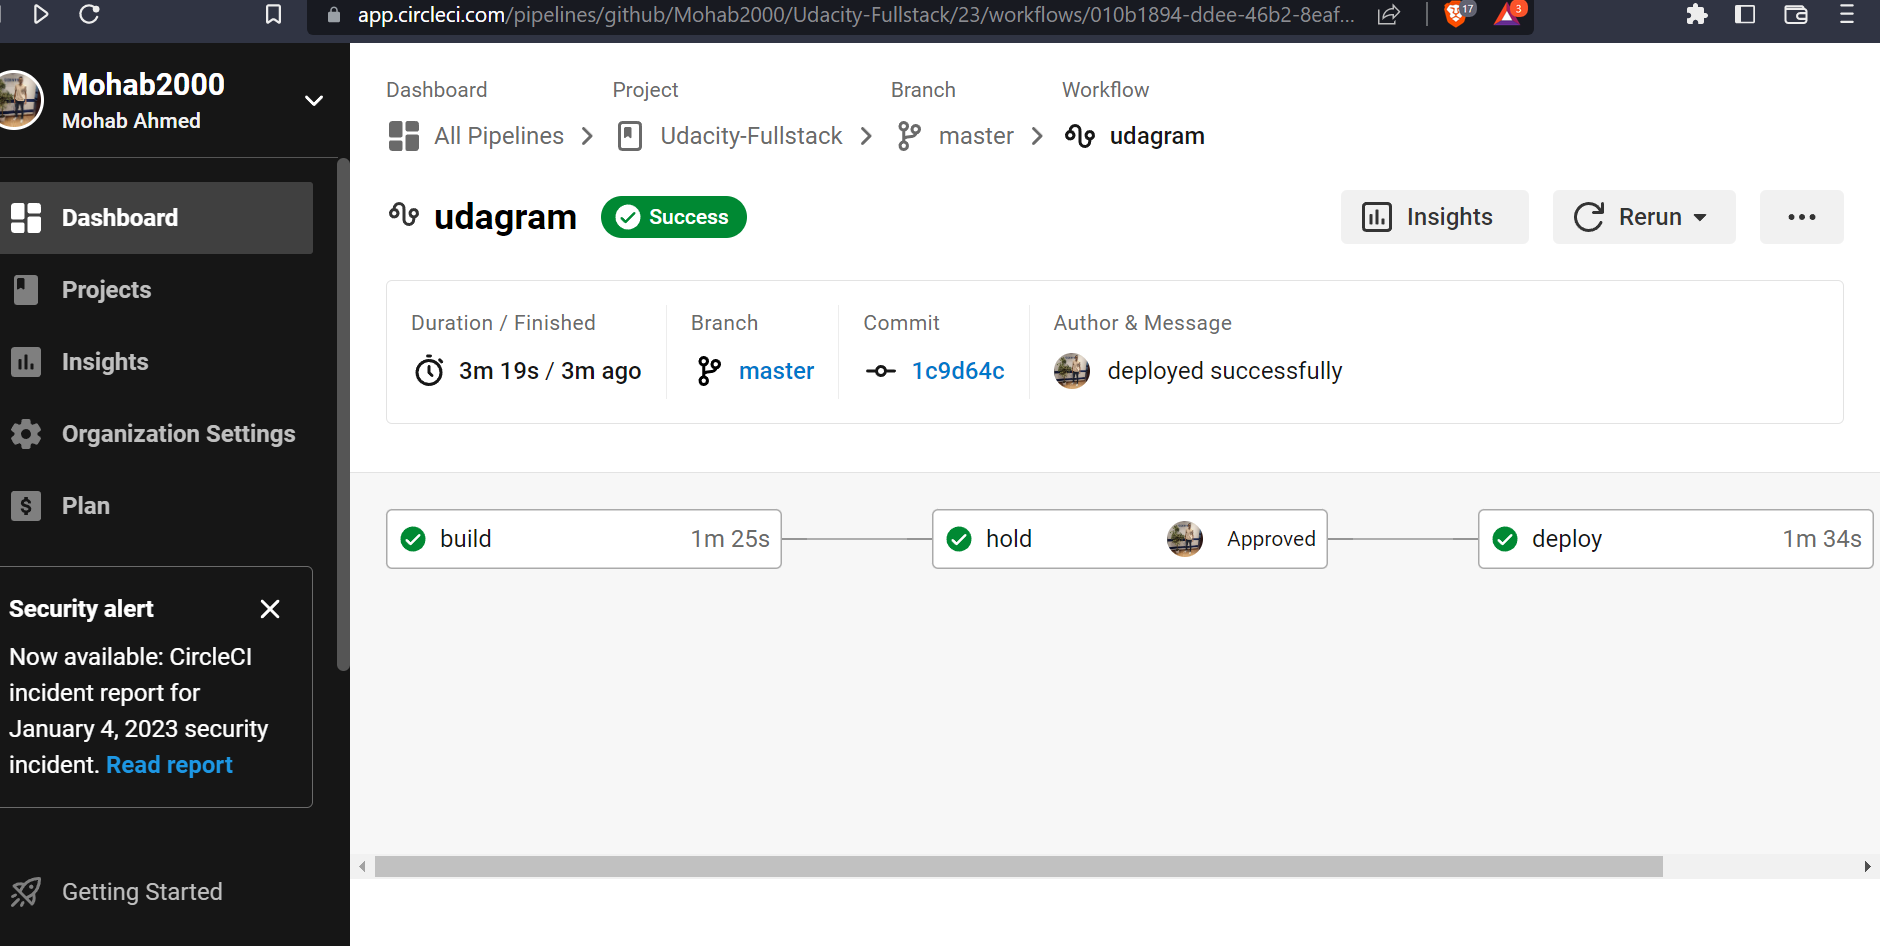 app.circleci.com/pipelines/github/Mohab2000/Udacity-Fullstack/23/workflows/010b1894-ddee-46b2-8eaf...
17
3
Mohab2000
Mohab Ahmed
Dashboard
Projects
Insights
Organization Settings
Plan
Security alert
Now available: CircleCI
incident report for
January 4, 2023 security
incident. Read report
Getting Started
Dashboard Project Branch Workflow
All Pipelines Udacity-Fullstack master udagram
udagram Success Insights Rerun
Duration / Finished Branch Commit Author & Message
3m 19s / 3m ago master 1c9d64c deployed successfully
build 1m 25s hold Approved deploy 1m 34s